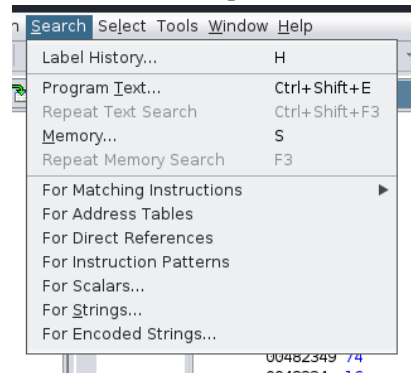 Search Select Tools Window Help
Label History... H
Program Text... Ctrl+Shift+E
Repeat Text Search Ctrl+Shift+F3
Memory... S
Repeat Memory Search F3
For Matching Instructions
For Address Tables
For Direct References
For Instruction Patterns
For Scalars...
For Strings...
For Encoded Strings...
00482349 74